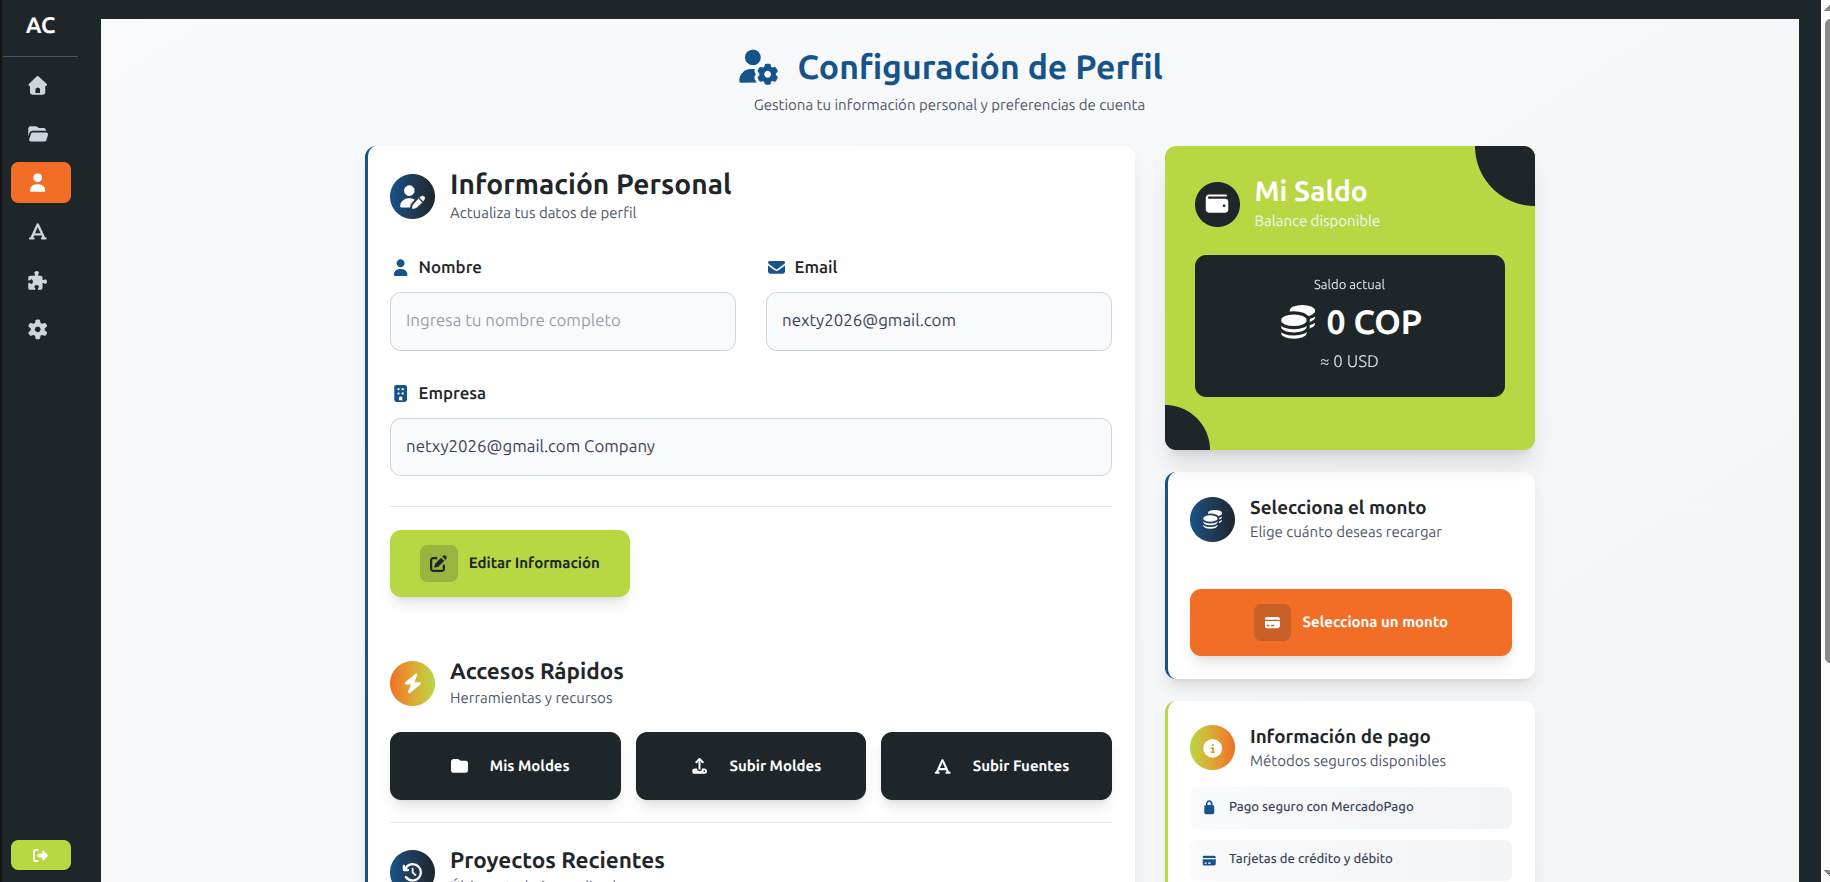 AC
Configuración de Perfil
Gestiona tu información personal y preferencias de cuenta
Información Personal
Actualiza tus datos de perfil
Nombre
Ingresa tu nombre completo
Email
nexty2026@gmail.com
Empresa
netxy2026@gmail.com Company
Editar Información
Accesos Rápidos
Herramientas y recursos
Mis Moldes
Subir Moldes
Subir Fuentes
Proyectos Recientes
Mi Saldo
Balance disponible
Saldo actual
0 COP
≈ 0 USD
Selecciona el monto
Elige cuánto deseas recargar
Selecciona un monto
Información de pago
Métodos seguros disponibles
Pago seguro con MercadoPago
Tarjetas de crédito y débito